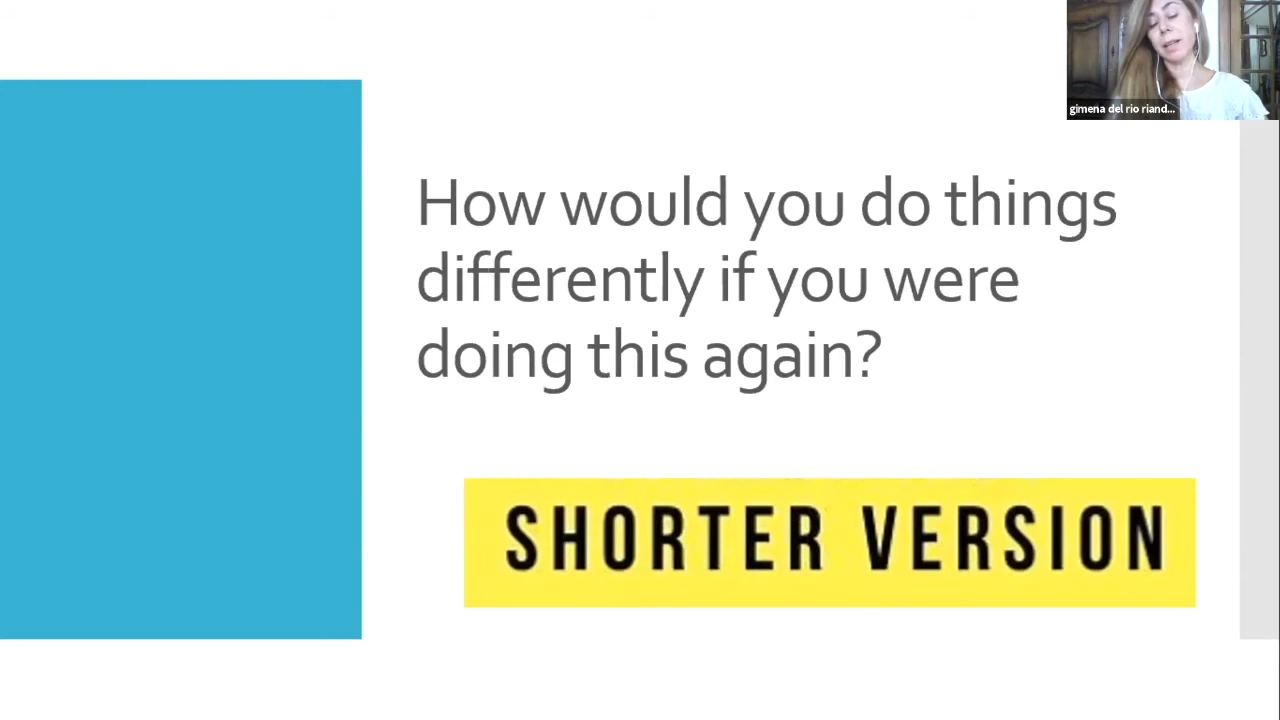 gimena del rio riand...
How would you do things
differently if you were
doing this again?
SHORTER VERSION